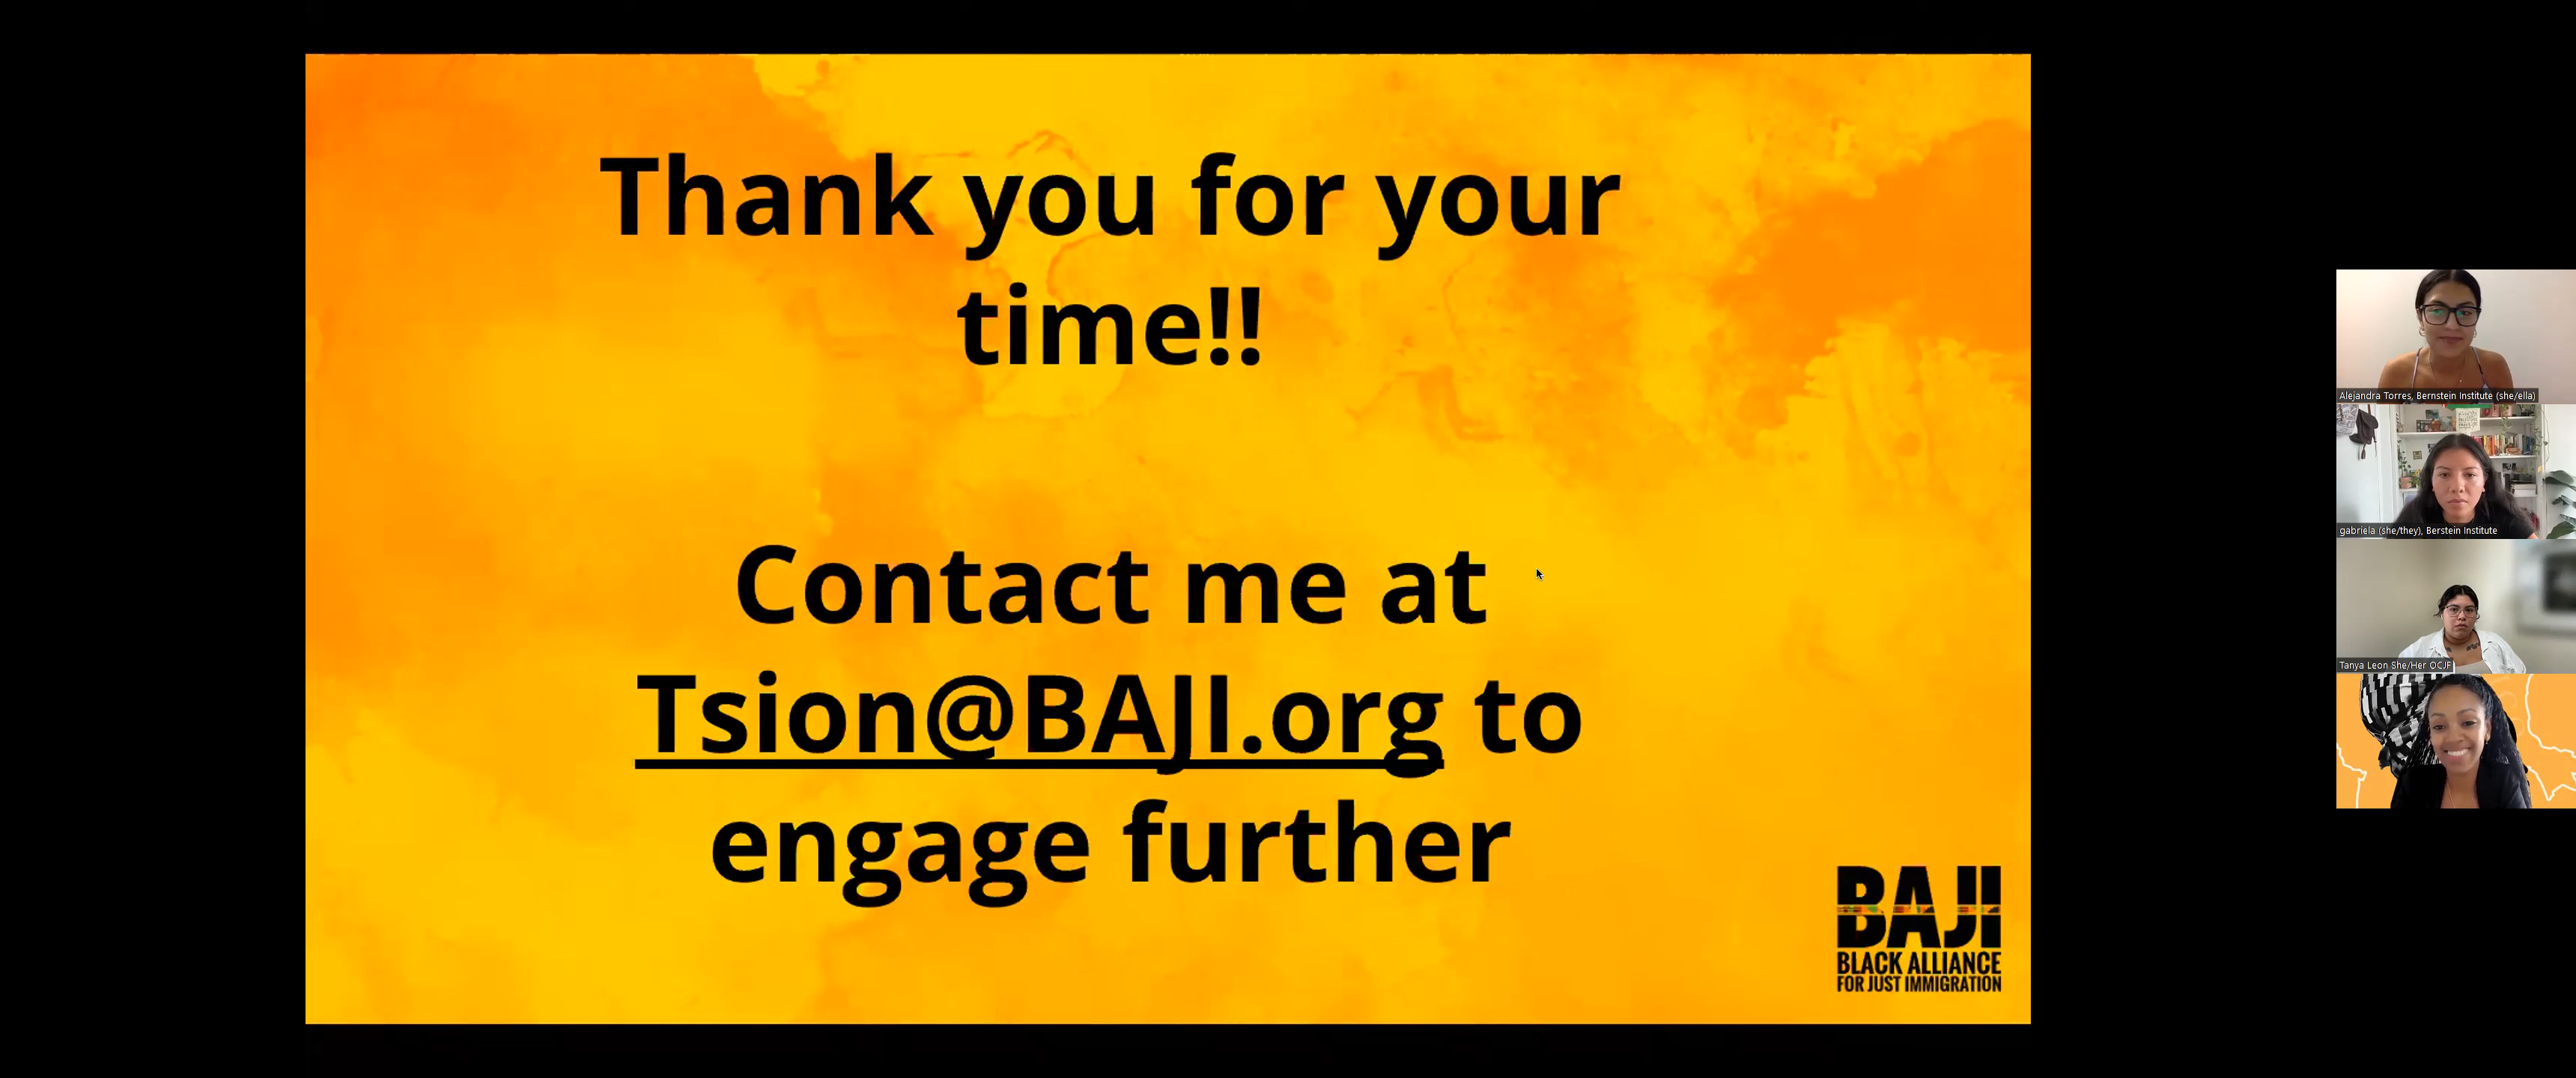 Thank you for your
time!!
Contact me at
Tsion@BAJI.org to
engage further
BAJI
BLACK ALLIANCE
FOR JUST IMMIGRATION
Alejandra Torres, Bernstein Institute (she/ella)
gabriela (she/they), Berstein Institute
Tanya Leon She/Her OCJF